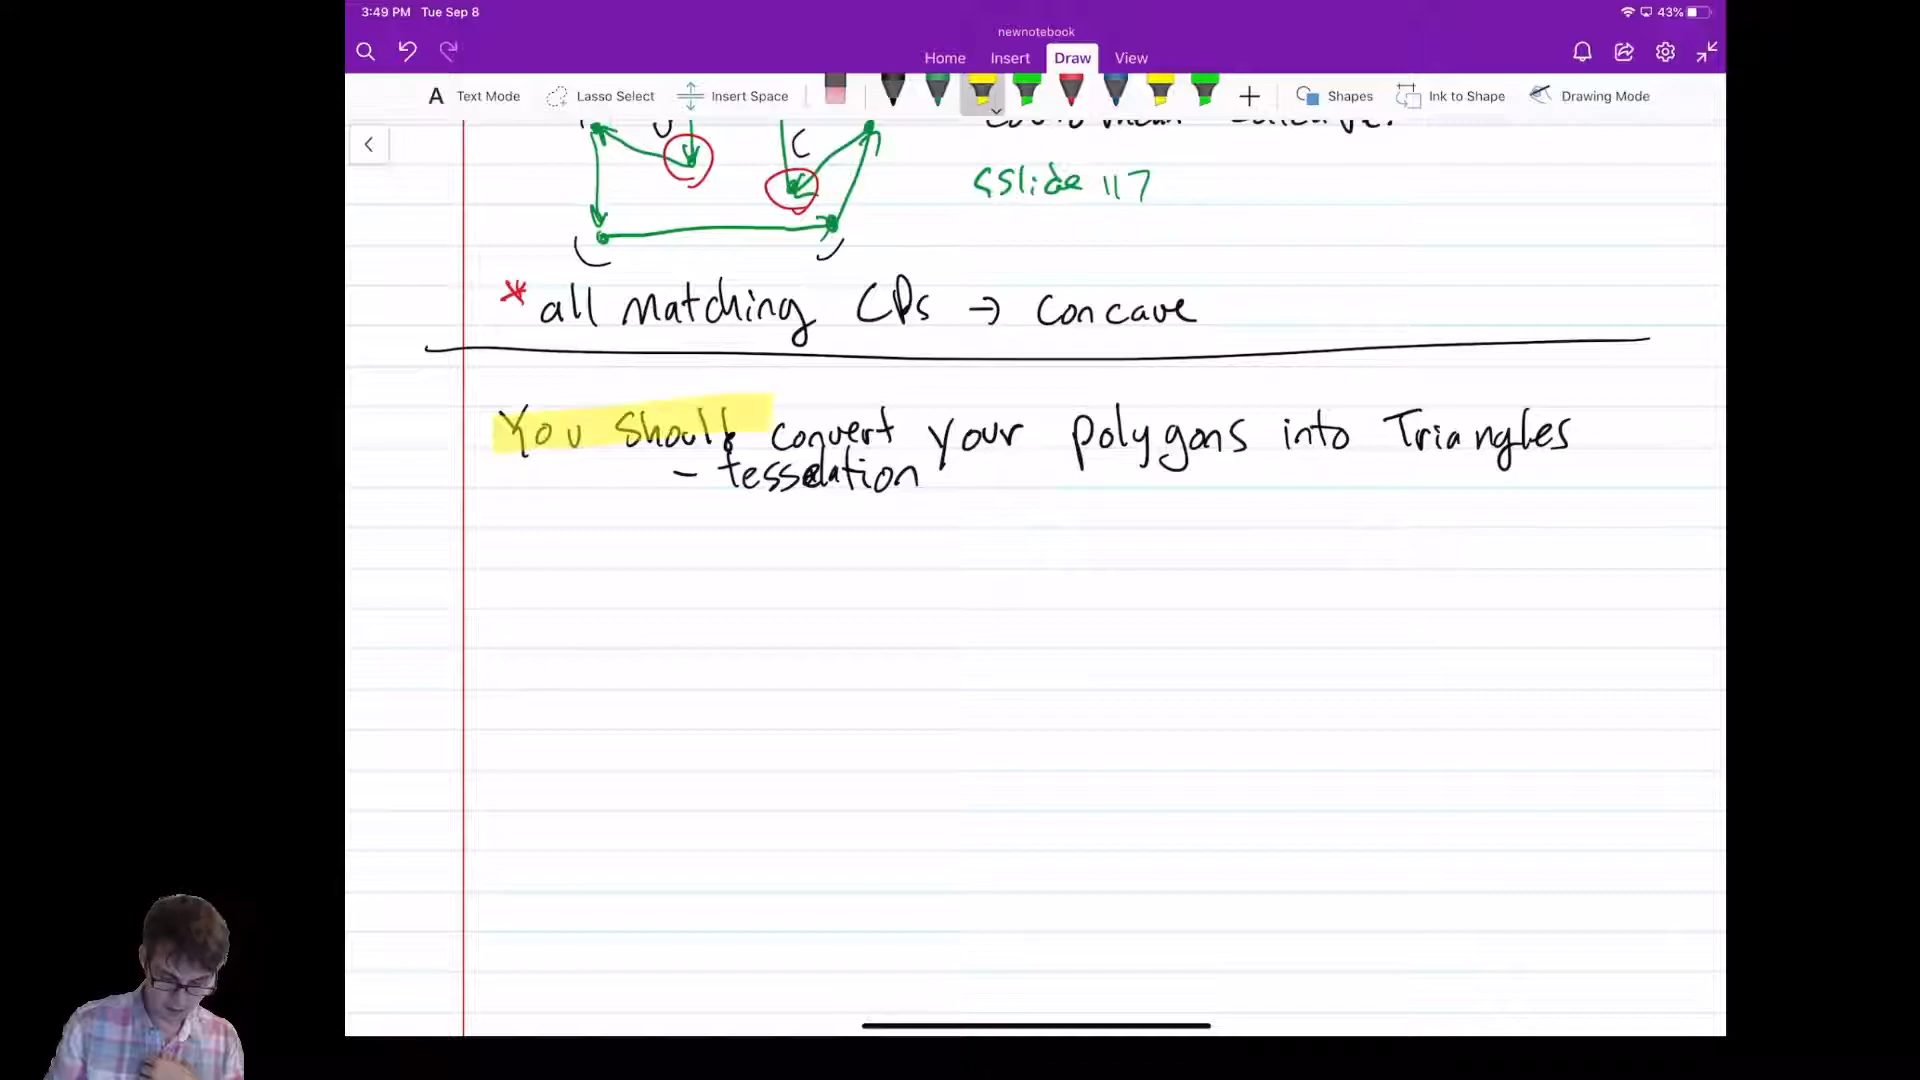 3:49 PM Tue Sep 8
43%
newnotebook
Home Insert Draw View
A Text Mode Lasso Select Insert Space Shapes Ink to Shape Drawing Mode
C
Slide 117
* all matching CPs → concave
You should convert your polygons into Triangles
- tesselation